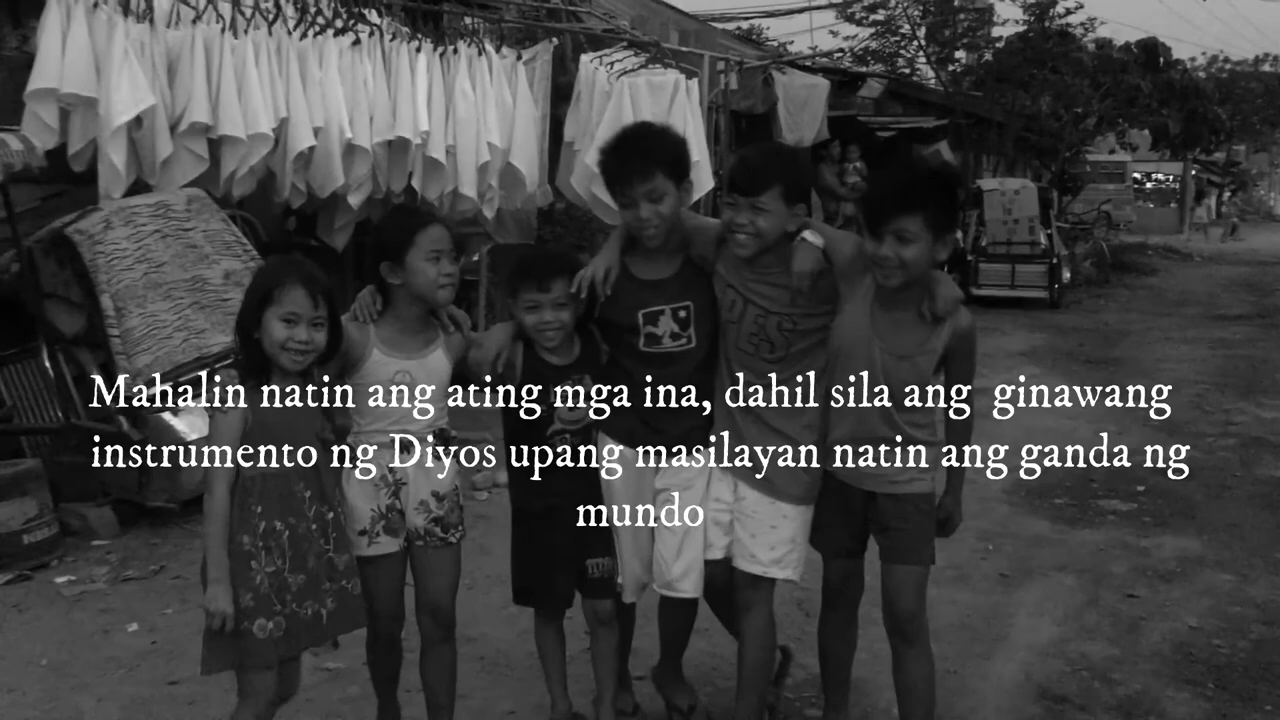 Mahalin natin ang ating mga ina, dahil sila ang  ginawang
instrumento ng Diyos upang masilayan natin ang ganda ng
mundo
PES